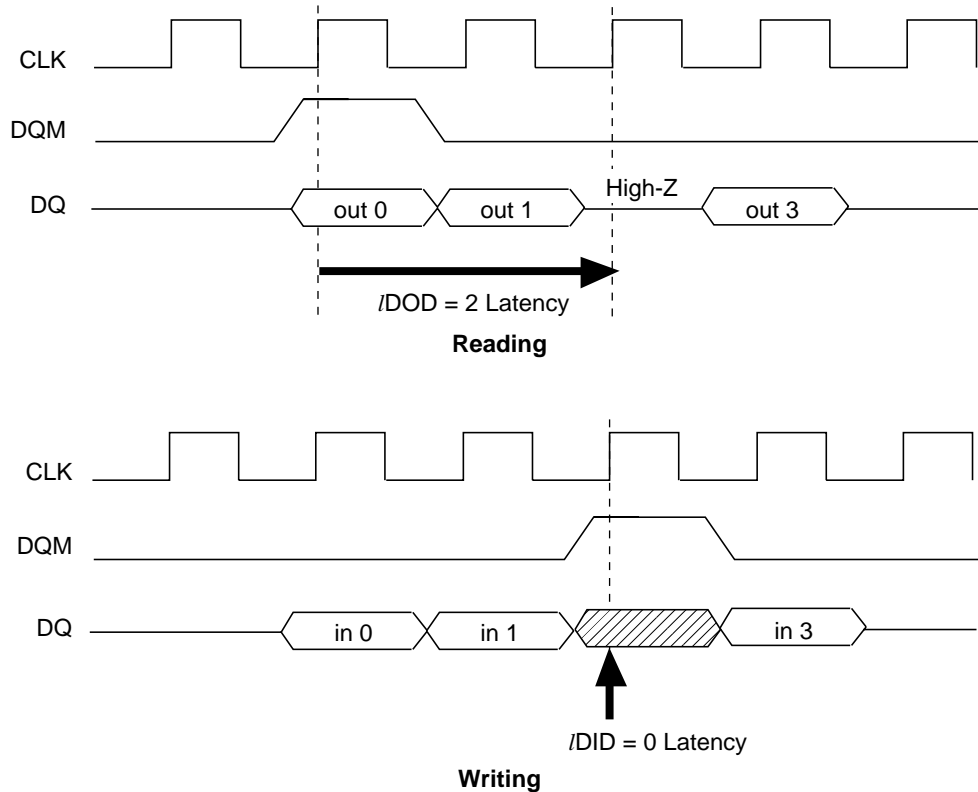 CLK
DQM
High-Z
DQ out 0 out 1 out 3
lDOD = 2 Latency
Reading
CLK
DQM
DQ in 0 in 1 in 3
lDID = 0 Latency
Writing